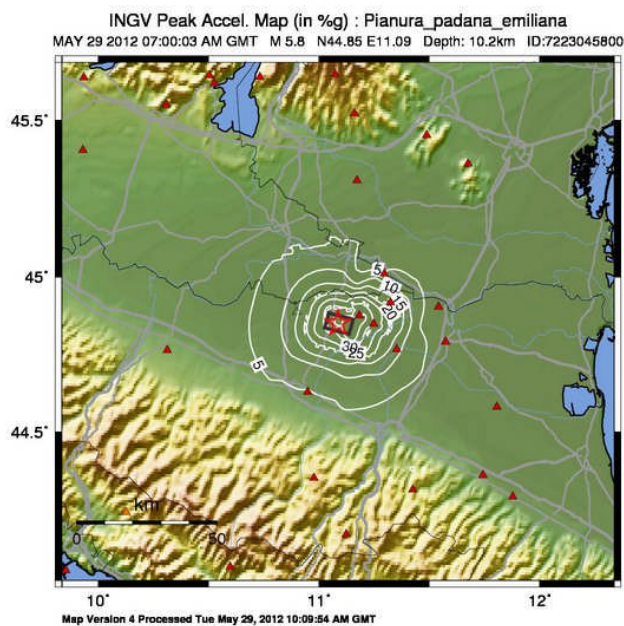 INGV Peak Accel. Map (in %g) : Pianura_padana_emiliana
MAY 29 2012 07:00:03 AM GMT M 5.8 N44.85 E11.09 Depth: 10.2km ID:7223045800
45.5˚
45˚
44.5˚
5
10
15
20
30
25
5
km
0 50
10˚ 11˚ 12˚
Map Version 4 Processed Tue May 29, 2012 10:09:54 AM GMT